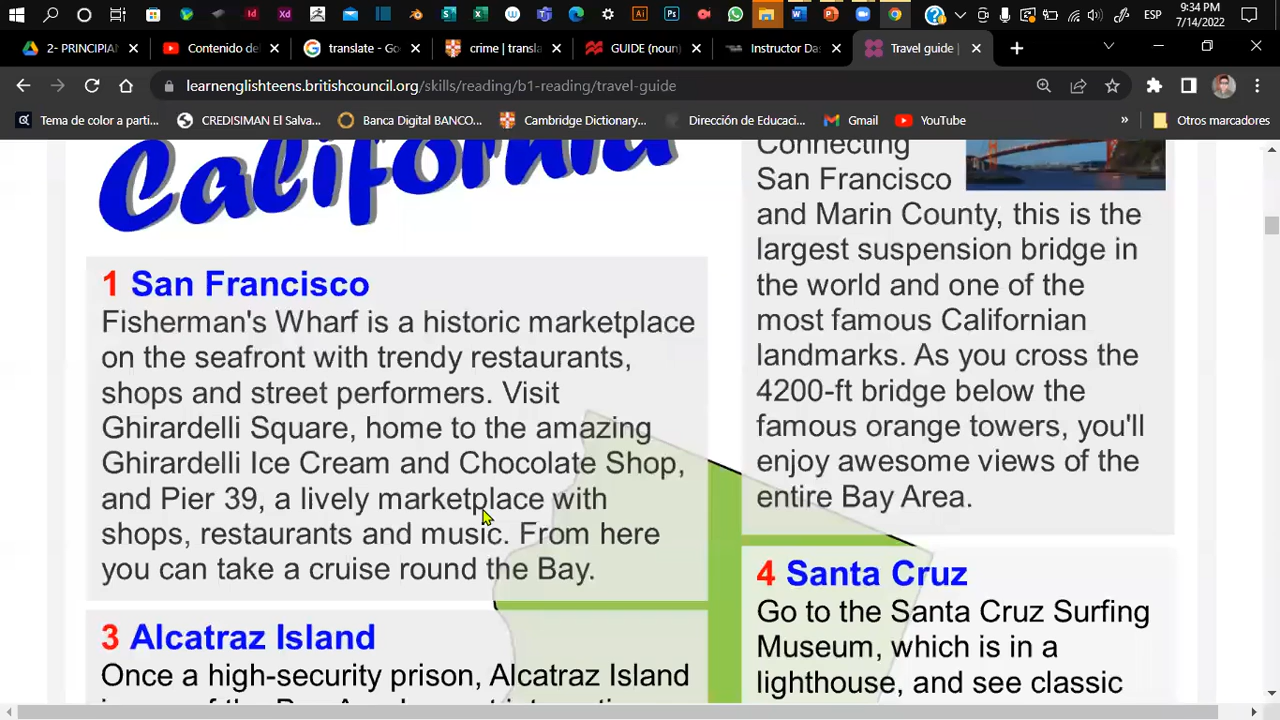 Id
Xd
Ai
Ps
ESP
9:34 PM
7/14/2022
2- PRINCIPIAN
Contenido de
translate - Go
crime | transla
GUIDE (noun)
Instructor Das
Travel guide |
learnenglishteens.britishcouncil.org/skills/reading/b1-reading/travel-guide
Tema de color a parti...
CREDISIMAN El Salva...
Banca Digital BANCO...
Cambridge Dictionary...
Dirección de Educaci...
Gmail
YouTube
»
Otros marcadores
California
1 San Francisco
Fisherman's Wharf is a historic marketplace
on the seafront with trendy restaurants,
shops and street performers. Visit
Ghirardelli Square, home to the amazing
Ghirardelli Ice Cream and Chocolate Shop,
and Pier 39, a lively marketplace with
shops, restaurants and music. From here
you can take a cruise round the Bay.
3 Alcatraz Island
Once a high-security prison, Alcatraz Island
Connecting
San Francisco
and Marin County, this is the
largest suspension bridge in
the world and one of the
most famous Californian
landmarks. As you cross the
4200-ft bridge below the
famous orange towers, you'll
enjoy awesome views of the
entire Bay Area.
4 Santa Cruz
Go to the Santa Cruz Surfing
Museum, which is in a
lighthouse, and see classic